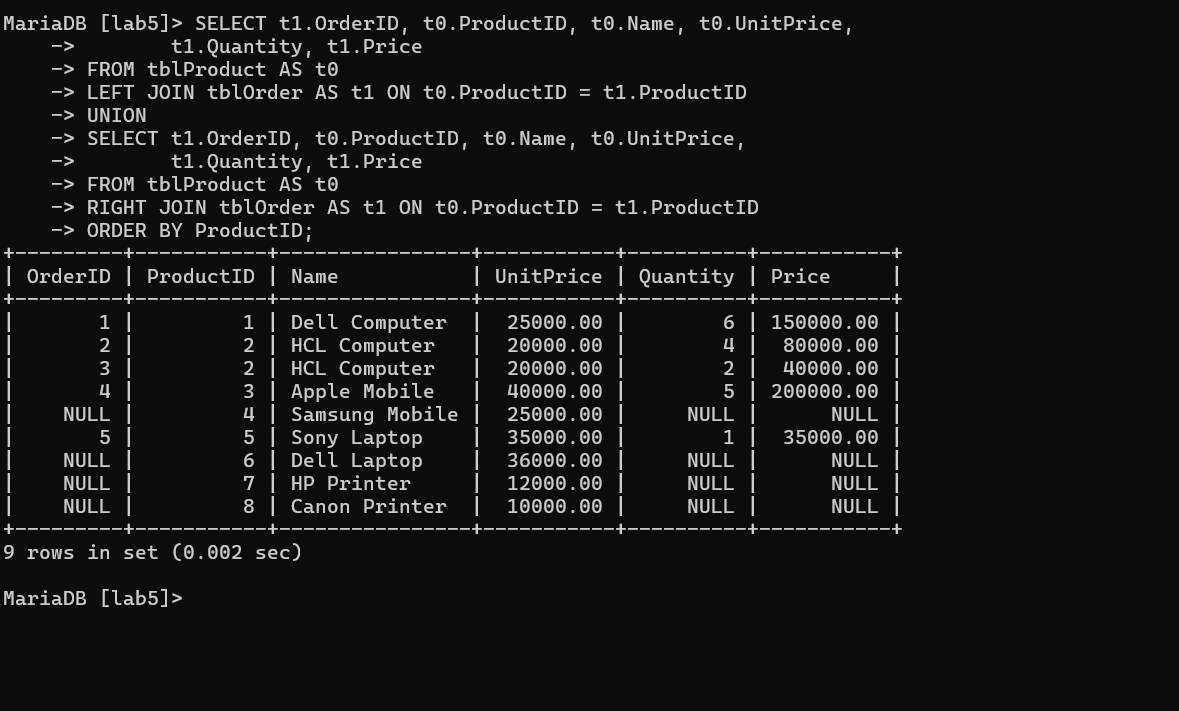 MariaDB [lab5]> SELECT t1.OrderID, t0.ProductID, t0.Name, t0.UnitPrice,
    ->        t1.Quantity, t1.Price
    -> FROM tblProduct AS t0
    -> LEFT JOIN tblOrder AS t1 ON t0.ProductID = t1.ProductID
    -> UNION
    -> SELECT t1.OrderID, t0.ProductID, t0.Name, t0.UnitPrice,
    ->        t1.Quantity, t1.Price
    -> FROM tblProduct AS t0
    -> RIGHT JOIN tblOrder AS t1 ON t0.ProductID = t1.ProductID
    -> ORDER BY ProductID;
+---------+-----------+----------------+-----------+----------+-----------+
| OrderID | ProductID | Name           | UnitPrice | Quantity | Price     |
+---------+-----------+----------------+-----------+----------+-----------+
|       1 |         1 | Dell Computer  |  25000.00 |        6 | 150000.00 |
|       2 |         2 | HCL Computer   |  20000.00 |        4 |  80000.00 |
|       3 |         2 | HCL Computer   |  20000.00 |        2 |  40000.00 |
|       4 |         3 | Apple Mobile   |  40000.00 |        5 | 200000.00 |
|    NULL |         4 | Samsung Mobile |  25000.00 |     NULL |      NULL |
|       5 |         5 | Sony Laptop    |  35000.00 |        1 |  35000.00 |
|    NULL |         6 | Dell Laptop    |  36000.00 |     NULL |      NULL |
|    NULL |         7 | HP Printer     |  12000.00 |     NULL |      NULL |
|    NULL |         8 | Canon Printer  |  10000.00 |     NULL |      NULL |
+---------+-----------+----------------+-----------+----------+-----------+
9 rows in set (0.002 sec)

MariaDB [lab5]>